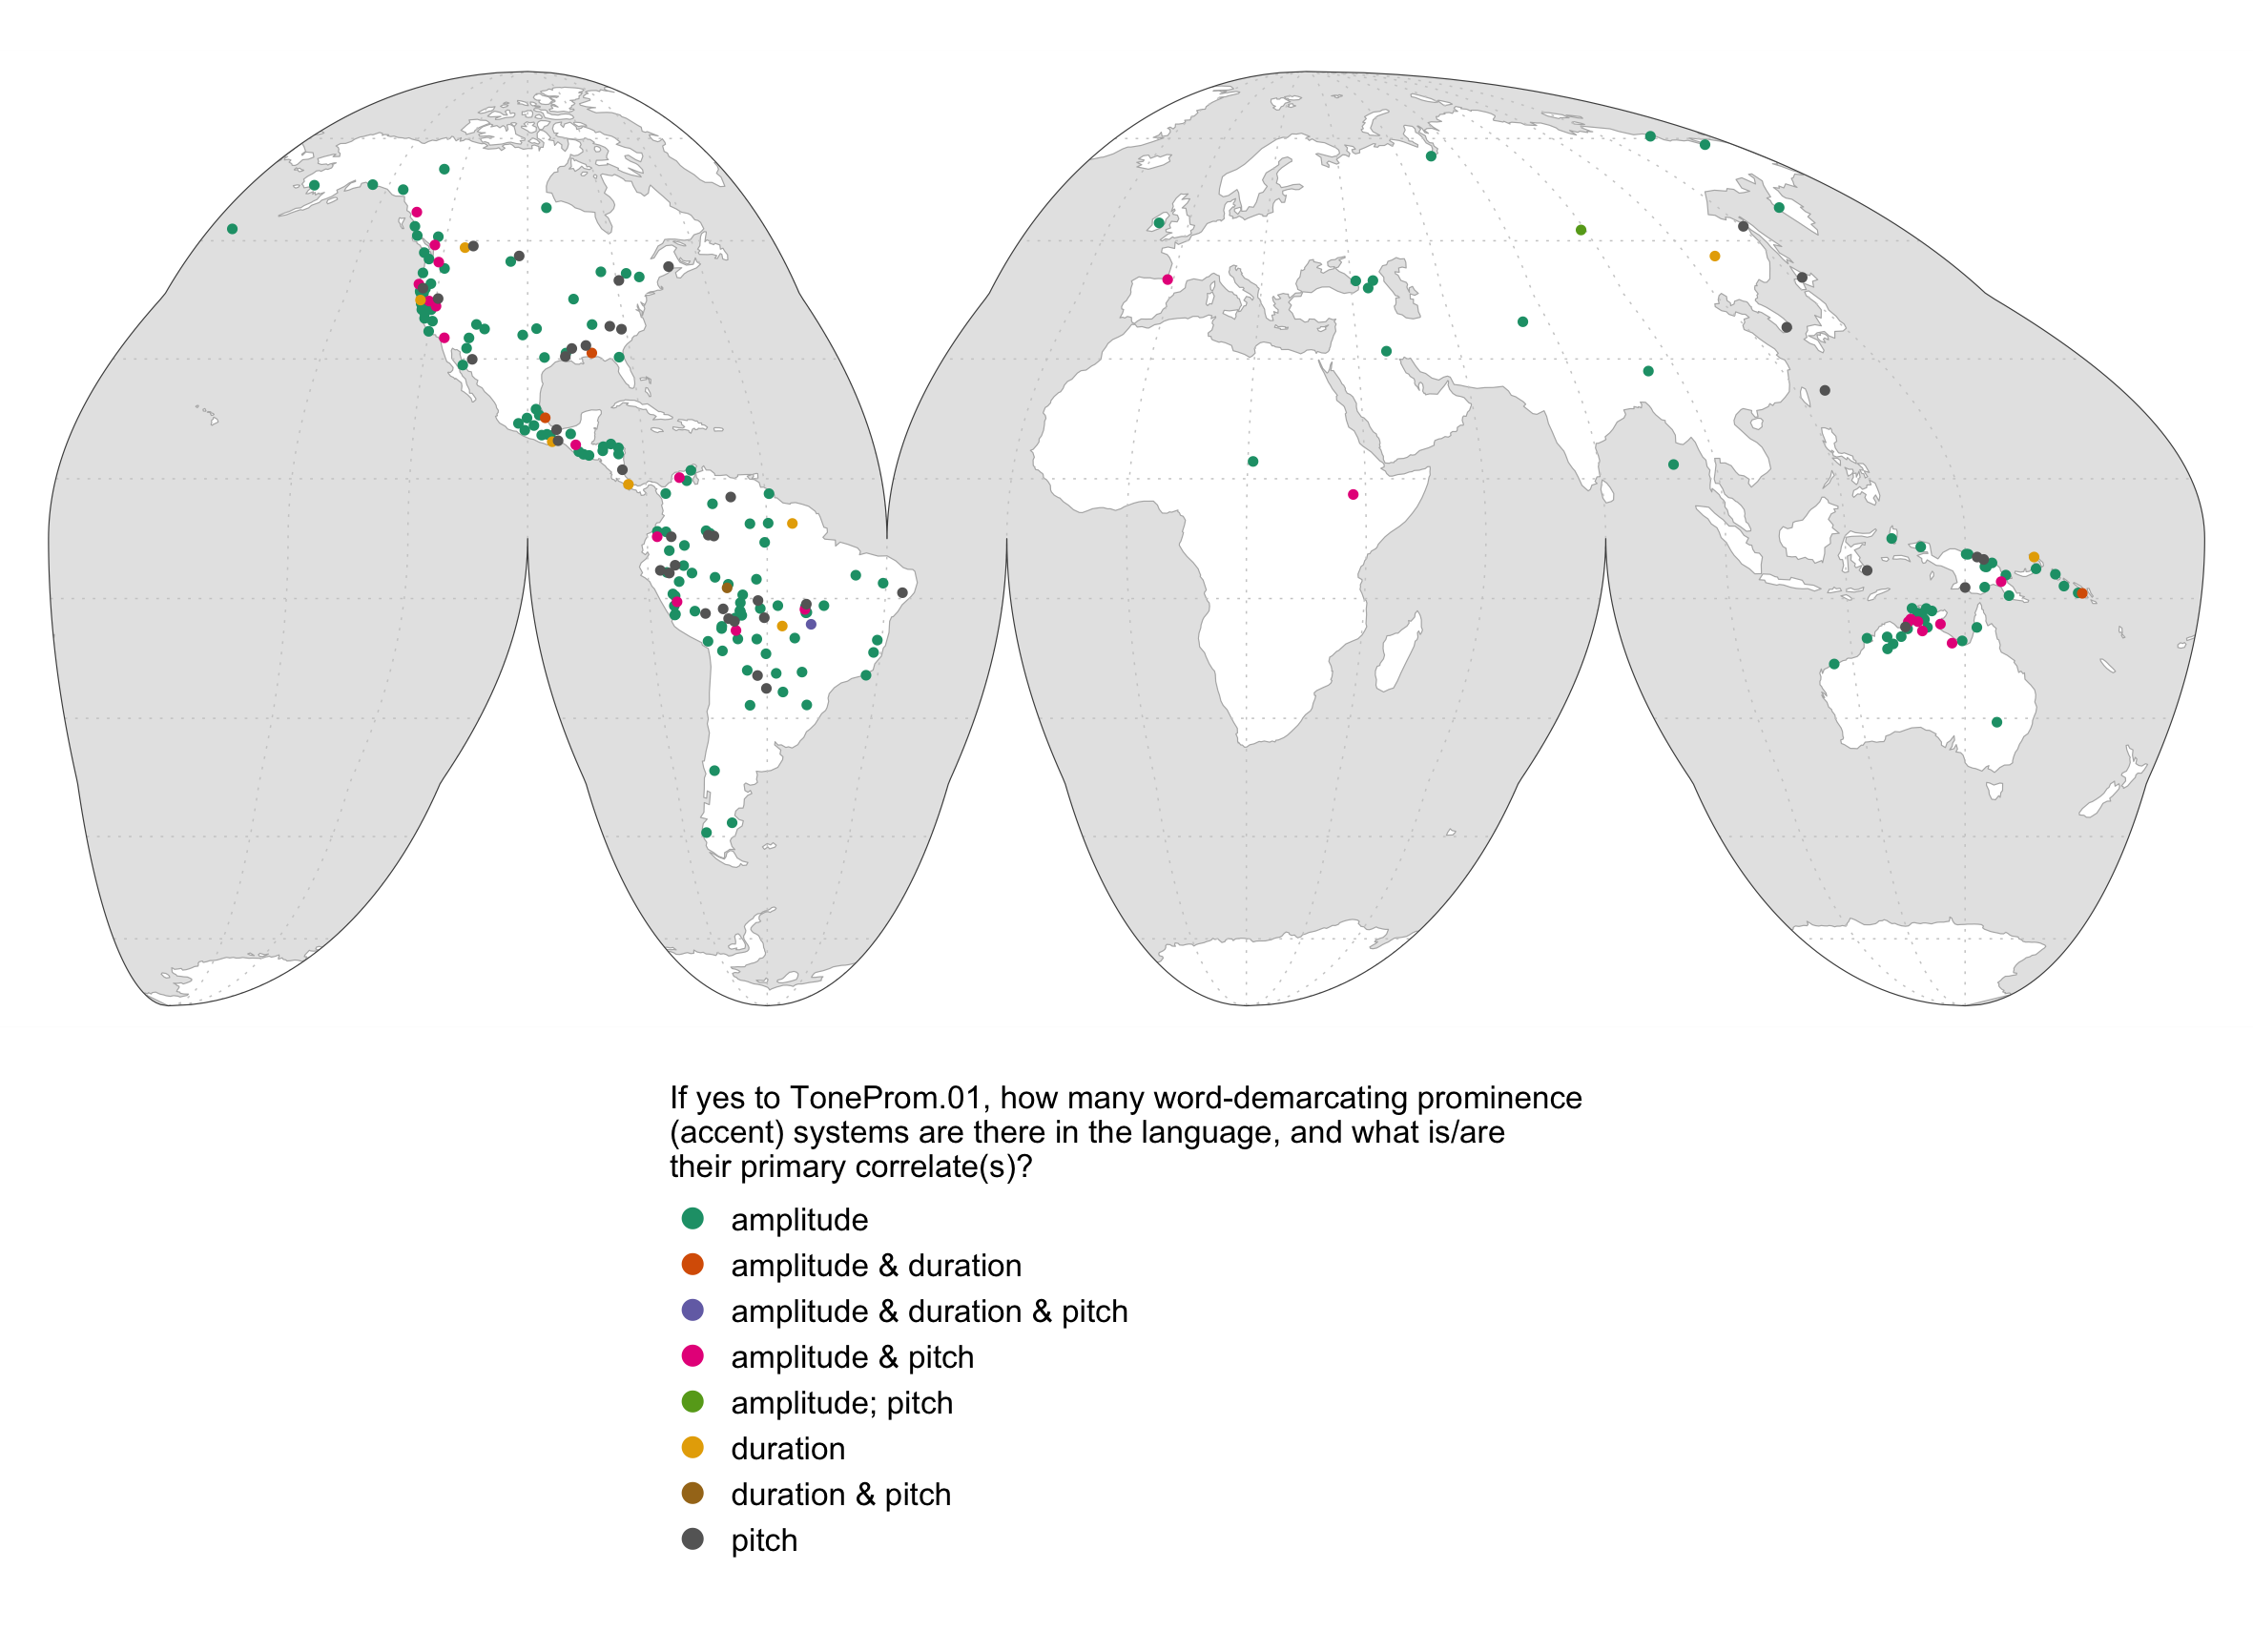 If yes to ToneProm.01, how many word-demarcating prominence
(accent) systems are there in the language, and what is/are
their primary correlate(s)?
amplitude
amplitude & duration
amplitude & duration & pitch
amplitude & pitch
amplitude; pitch
duration
duration & pitch
pitch